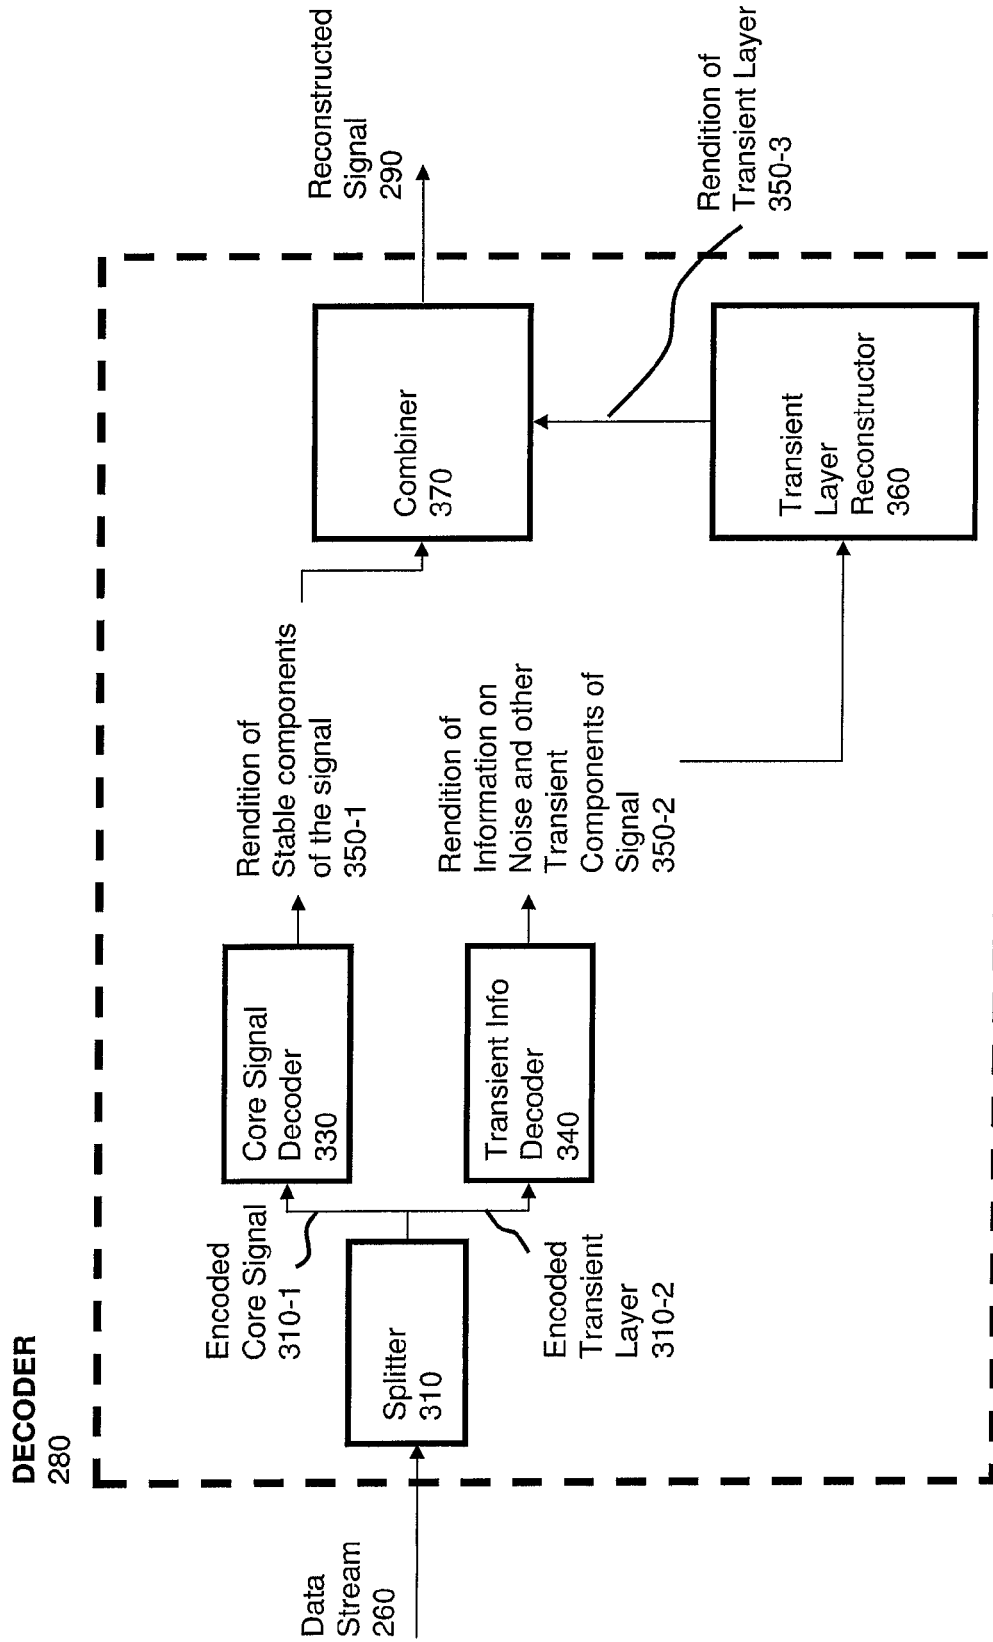 DECODER
280
Data
Stream
260
Splitter
310
Encoded
Core Signal
310-1
Encoded
Transient
Layer
310-2
Core Signal
Decoder
330
Transient Info
Decoder
340
Rendition of
Stable components
of the signal
350-1
Rendition of
Information on
Noise and other
Transient
Components of
Signal
350-2
Combiner
370
Transient
Layer
Reconstructor
360
Reconstructed
Signal
290
Rendition of
Transient Layer
350-3